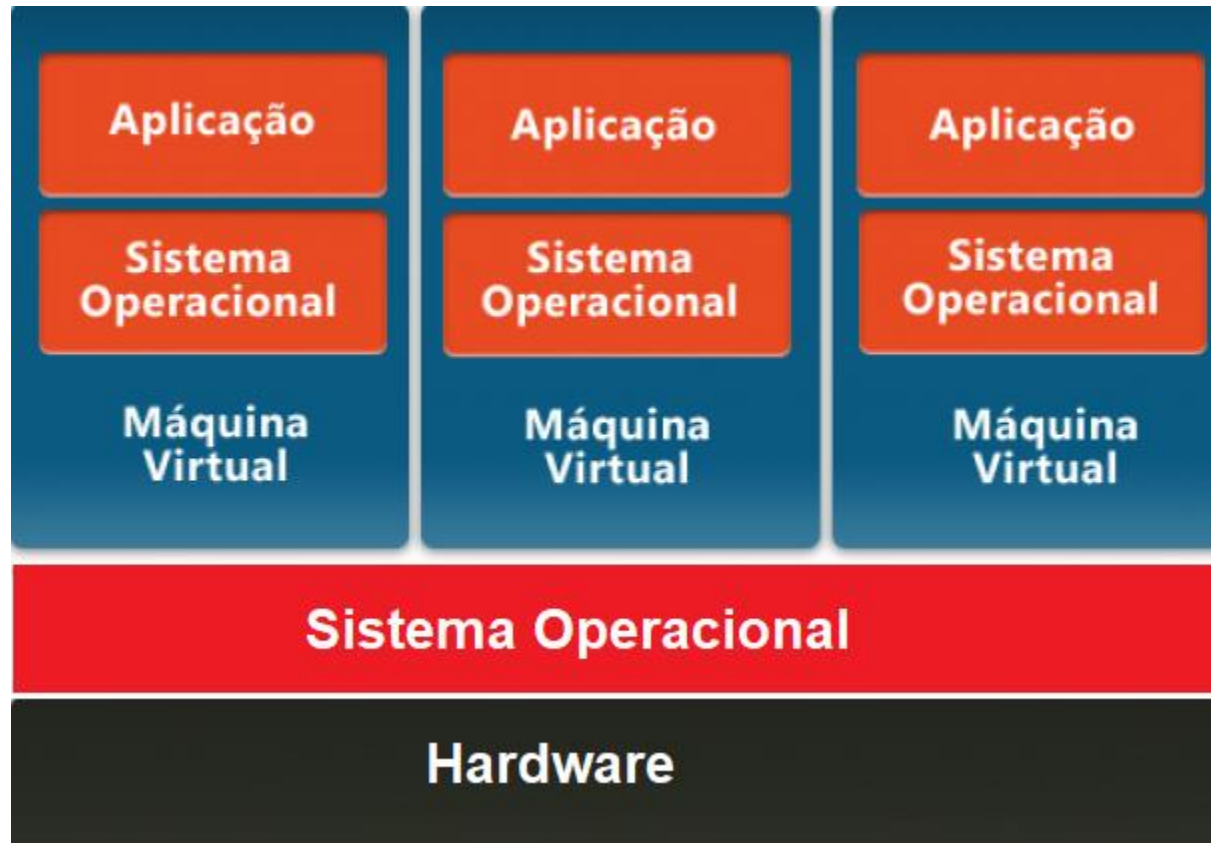 Aplicação
Sistema
Operacional
Máquina
Virtual
Aplicação
Sistema
Operacional
Máquina
Virtual
Aplicação
Sistema
Operacional
Máquina
Virtual
Sistema Operacional
Hardware